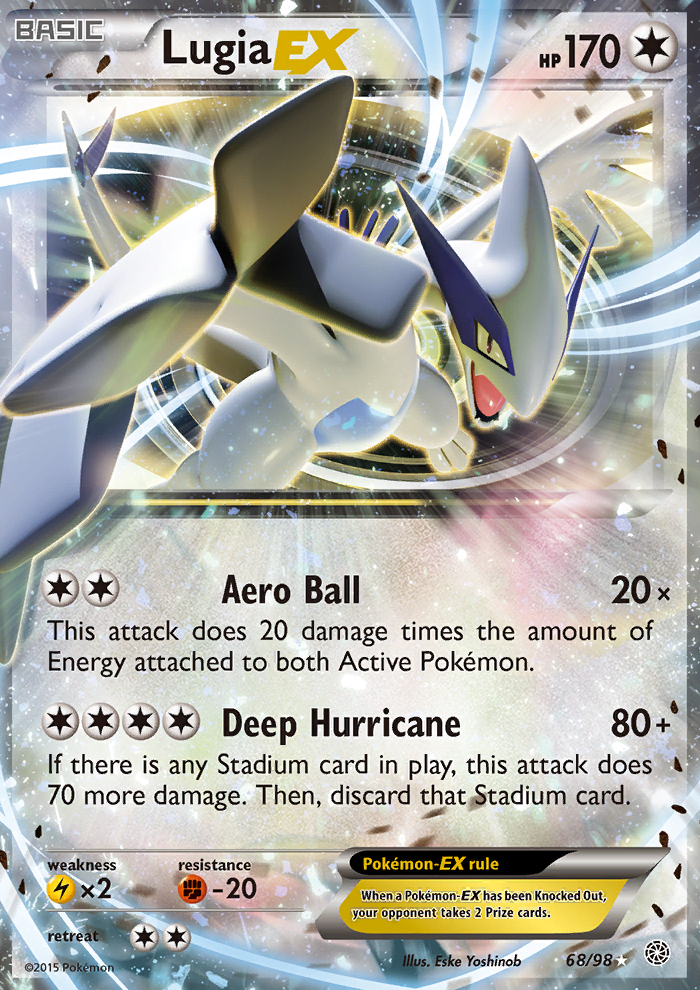 BASIC
LugiaEX
HP170
Aero Ball 20×
This attack does 20 damage times the amount of
Energy attached to both Active Pokémon.
Deep Hurricane 80+
If there is any Stadium card in play, this attack does
70 more damage. Then, discard that Stadium card.
weakness resistance
×2 -20
retreat
Pokémon-EX rule
When a Pokémon-EX has been Knocked Out,
your opponent takes 2 Prize cards.
©2015 Pokémon
Illus. Eske Yoshinob
68/98